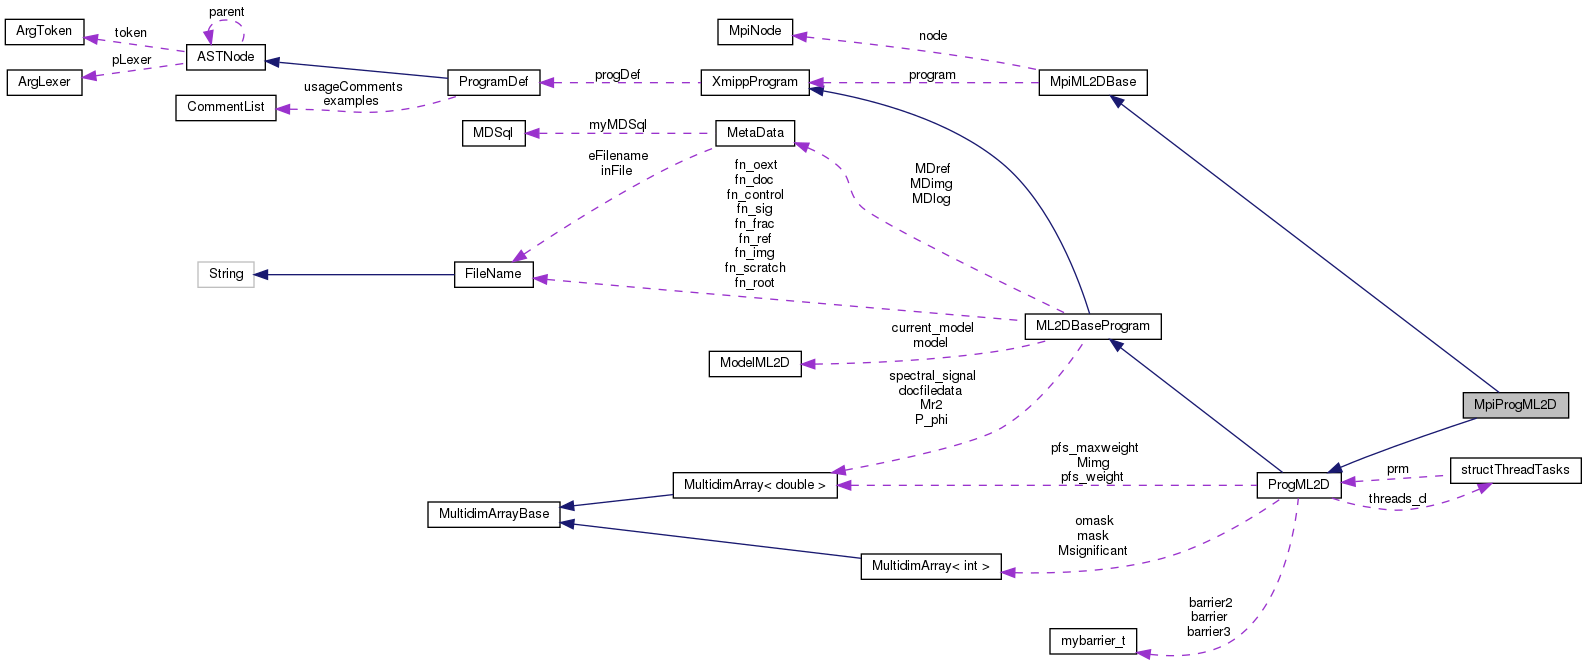 parent
ArgToken
token
ASTNode
pLexer
ArgLexer
usageComments
examples
CommentList
ProgramDef
progDef
XmippProgram
program
MpiNode
node
MpiML2DBase
MDSql
myMDSql
MetaData
eFilename
inFile
MDref
MDimg
MDlog
fn_oext
fn_doc
fn_control
fn_sig
fn_frac
fn_ref
fn_img
fn_scratch
fn_root
String
FileName
ML2DBaseProgram
current_model
model
ModelML2D
spectral_signal
docfiledata
Mr2
P_phi
MpiProgML2D
pfs_maxweight
Mimg
pfs_weight
MultidimArray< double >
MultidimArrayBase
ProgML2D
prm
structThreadTasks
threads_d
omask
mask
Msignificant
MultidimArray< int >
barrier2
barrier
barrier3
mybarrier_t